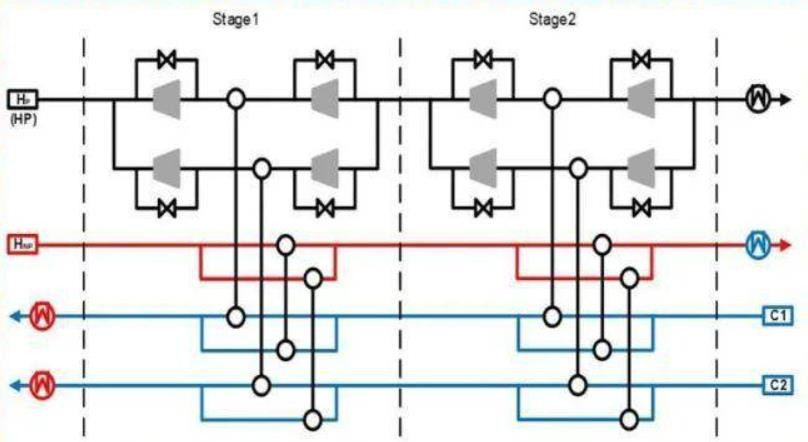 Stage1 Stage2
HP
(HP)
HNP
C1
C2